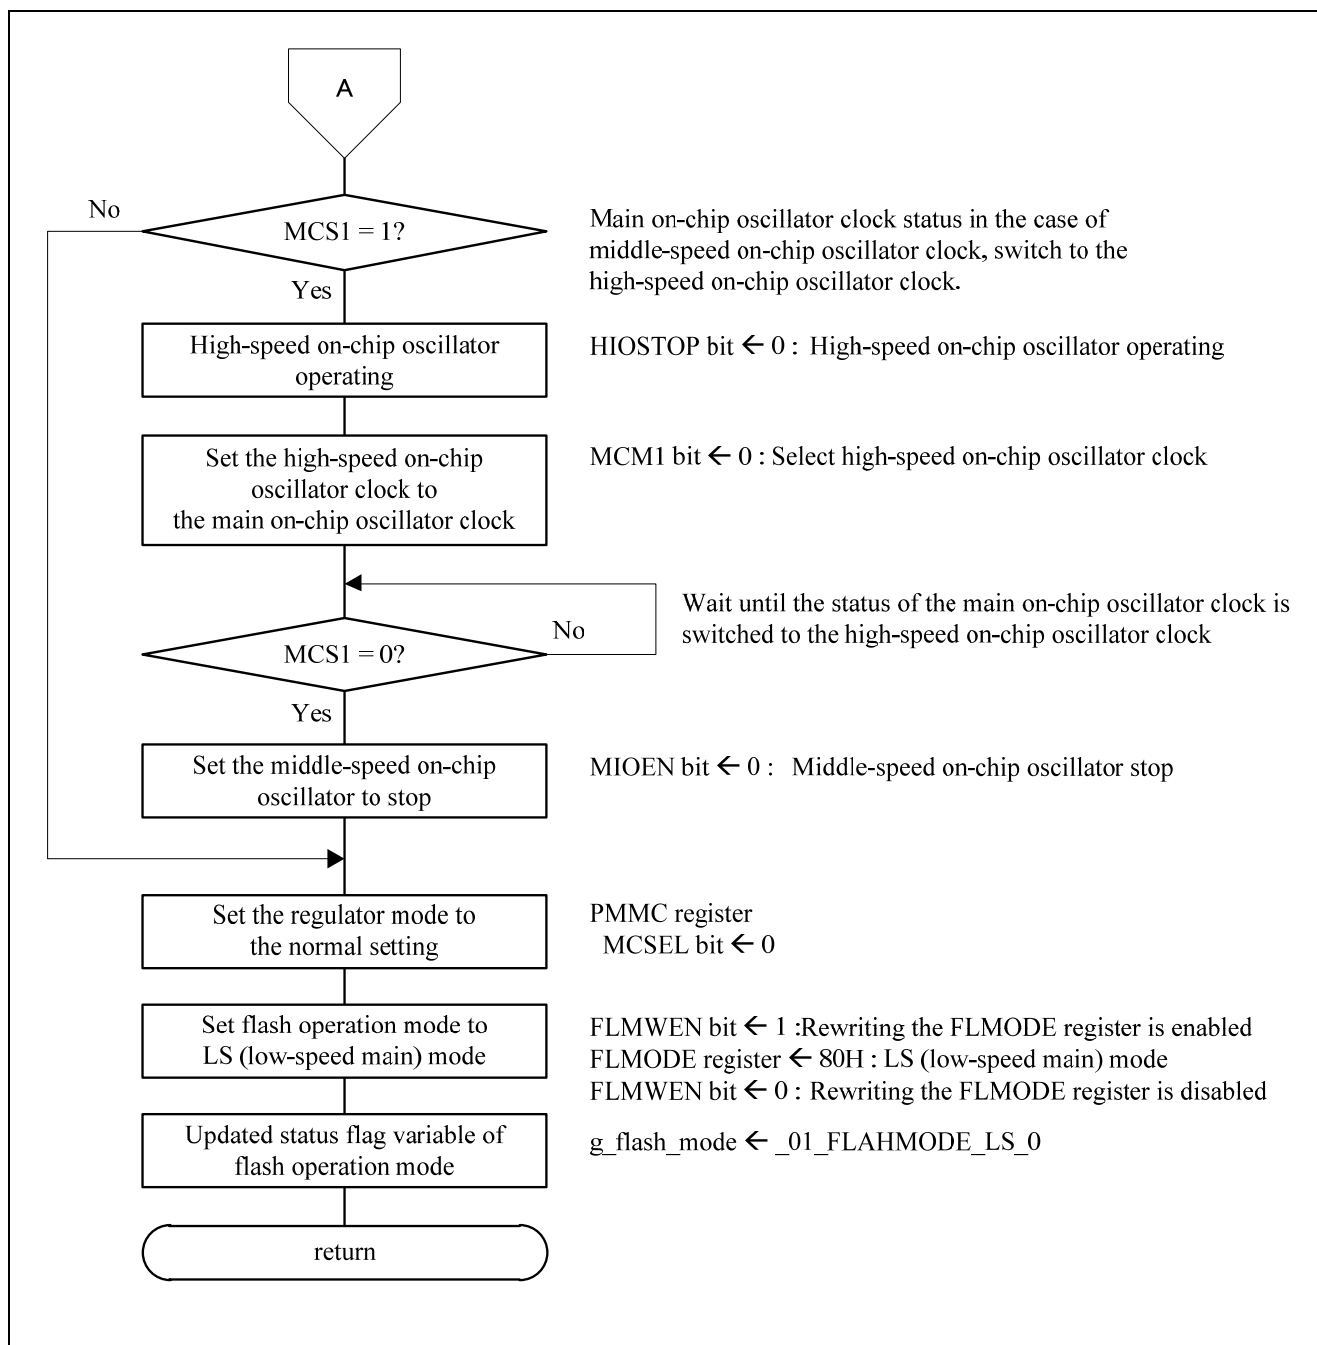 A
No
MCS1 = 1?
Main on-chip oscillator clock status in the case of
middle-speed on-chip oscillator clock, switch to the
high-speed on-chip oscillator clock.
Yes
High-speed on-chip oscillator
operating
HIOSTOP bit ← 0 : High-speed on-chip oscillator operating
Set the high-speed on-chip
oscillator clock to
the main on-chip oscillator clock
MCM1 bit ← 0 : Select high-speed on-chip oscillator clock
Wait until the status of the main on-chip oscillator clock is
switched to the high-speed on-chip oscillator clock
No
MCS1 = 0?
Yes
Set the middle-speed on-chip
oscillator to stop
MIOEN bit ← 0 : Middle-speed on-chip oscillator stop
Set the regulator mode to
the normal setting
PMMC register
MCSEL bit ← 0
Set flash operation mode to
LS (low-speed main) mode
FLMWEN bit ← 1 :Rewriting the FLMODE register is enabled
FLMODE register ← 80H : LS (low-speed main) mode
FLMWEN bit ← 0 : Rewriting the FLMODE register is disabled
Updated status flag variable of
flash operation mode
g_flash_mode ← _01_FLAHMODE_LS_0
return